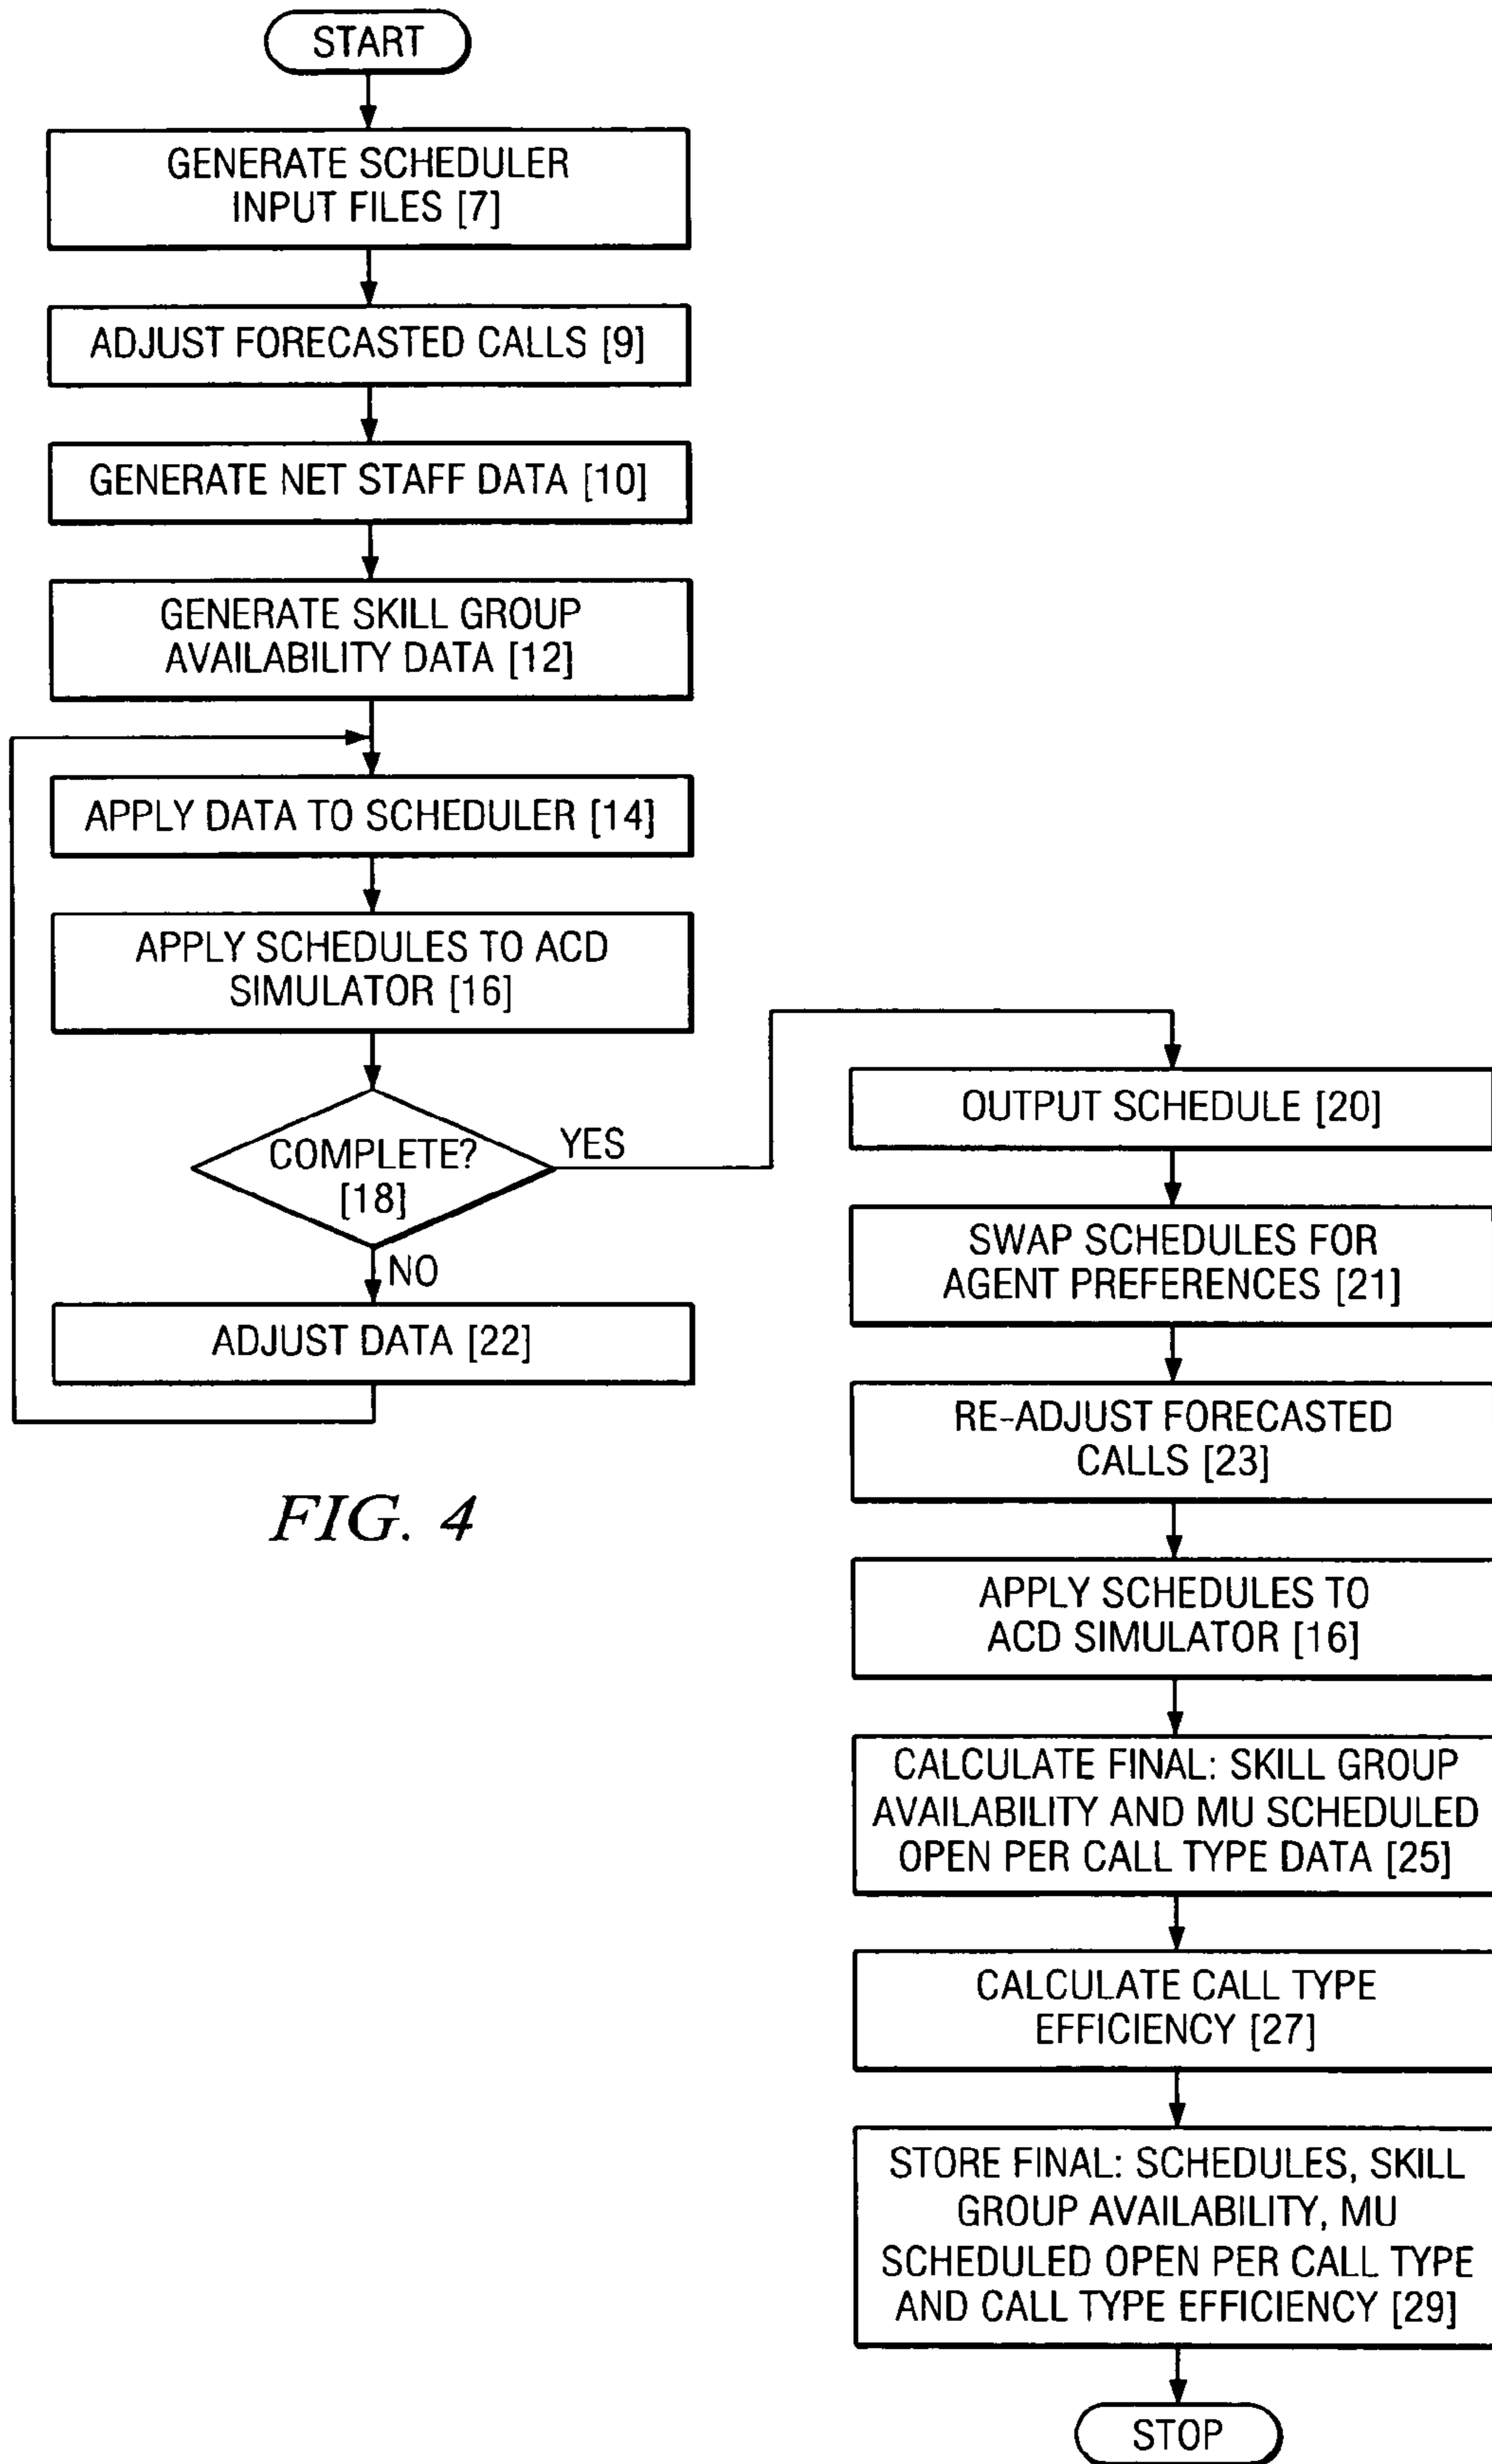 START
GENERATE SCHEDULER
INPUT FILES [7]
ADJUST FORECASTED CALLS [9]
GENERATE NET STAFF DATA [10]
GENERATE SKILL GROUP
AVAILABILITY DATA [12]
APPLY DATA TO SCHEDULER [14]
APPLY SCHEDULES TO ACD
SIMULATOR [16]
COMPLETE?
[18]
YES
NO
ADJUST DATA [22]
FIG. 4
OUTPUT SCHEDULE [20]
SWAP SCHEDULES FOR
AGENT PREFERENCES [21]
RE-ADJUST FORECASTED
CALLS [23]
APPLY SCHEDULES TO
ACD SIMULATOR [16]
CALCULATE FINAL: SKILL GROUP
AVAILABILITY AND MU SCHEDULED
OPEN PER CALL TYPE DATA [25]
CALCULATE CALL TYPE
EFFICIENCY [27]
STORE FINAL: SCHEDULES, SKILL
GROUP AVAILABILITY, MU
SCHEDULED OPEN PER CALL TYPE
AND CALL TYPE EFFICIENCY [29]
STOP